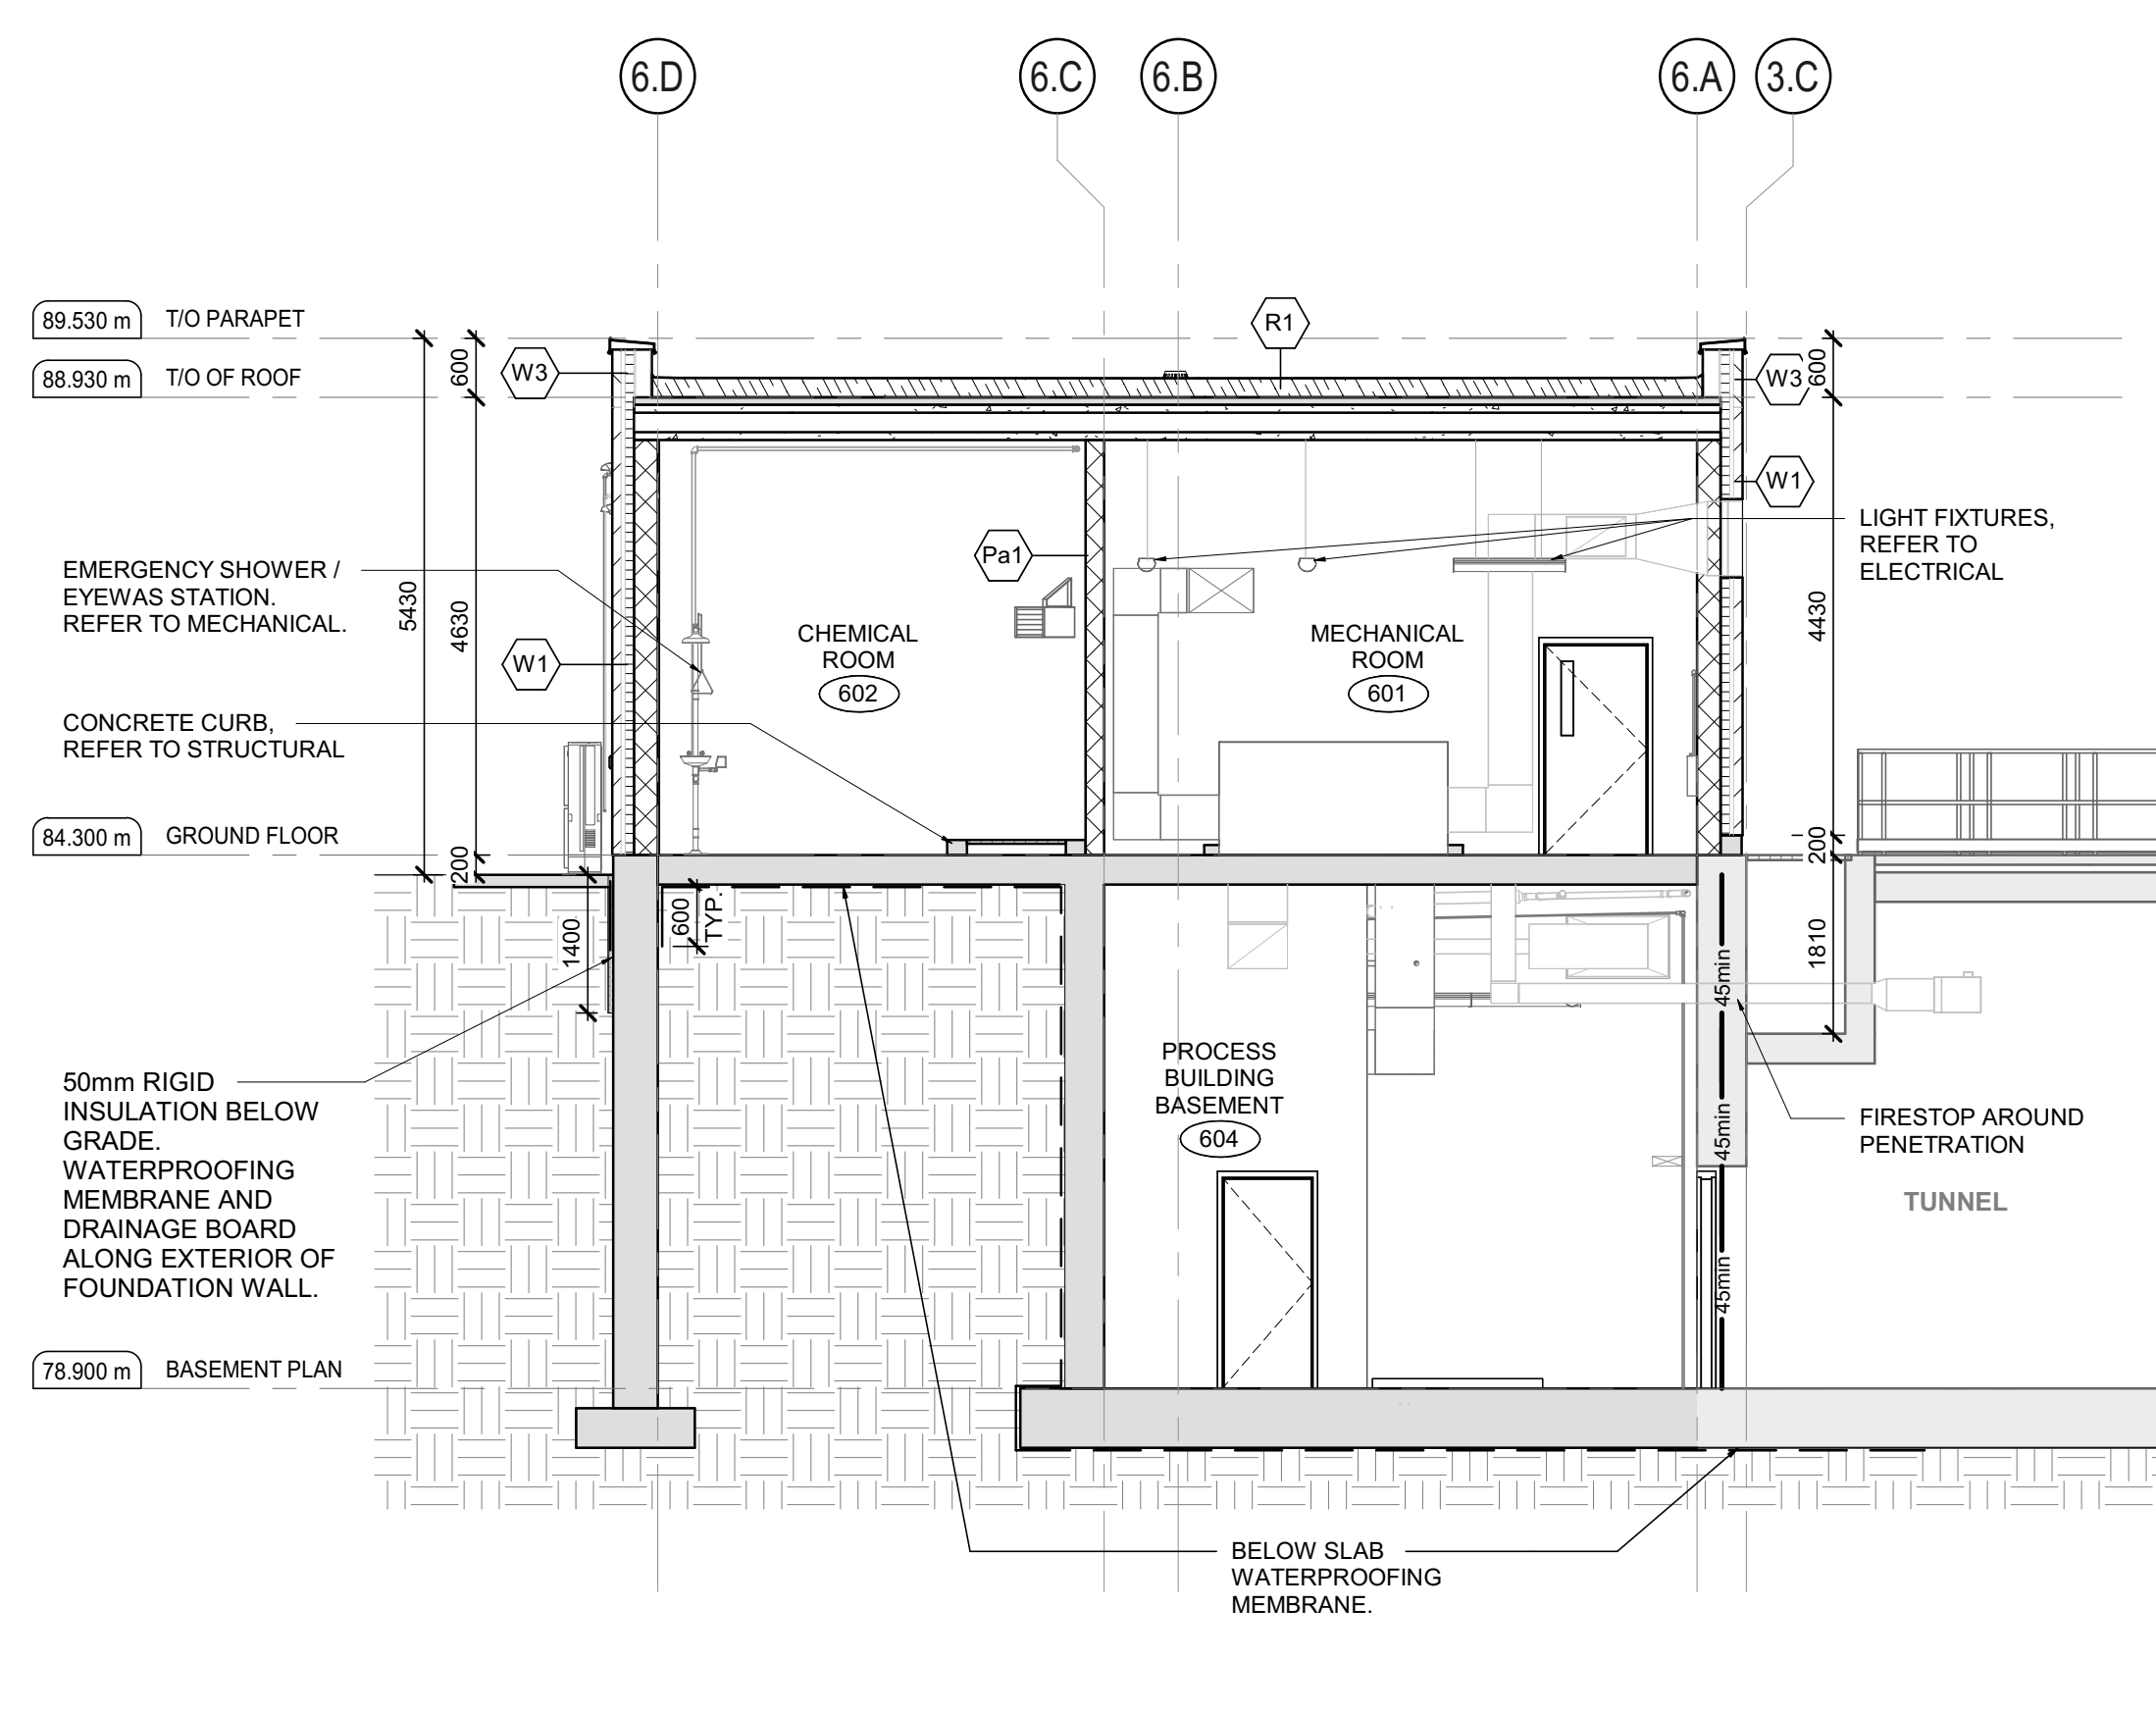 6.D
6.C
6.B
6.A
3.C
89.530 m
T/O PARAPET
88.930 m
T/O OF ROOF
600
W3
R1
W3
600
W1
Pa1
LIGHT FIXTURES,
REFER TO
ELECTRICAL
EMERGENCY SHOWER /
EYEWAS STATION.
REFER TO MECHANICAL.
5430
4630
W1
CHEMICAL
ROOM
602
MECHANICAL
ROOM
601
4430
CONCRETE CURB,
REFER TO STRUCTURAL
84.300 m
GROUND FLOOR
200
200
1400
600
TYP.
1810
45min
50mm RIGID
INSULATION BELOW
GRADE.
WATERPROOFING
MEMBRANE AND
DRAINAGE BOARD
ALONG EXTERIOR OF
FOUNDATION WALL.
PROCESS
BUILDING
BASEMENT
604
45min
FIRESTOP AROUND
PENETRATION
TUNNEL
45min
78.900 m
BASEMENT PLAN
BELOW SLAB
WATERPROOFING
MEMBRANE.